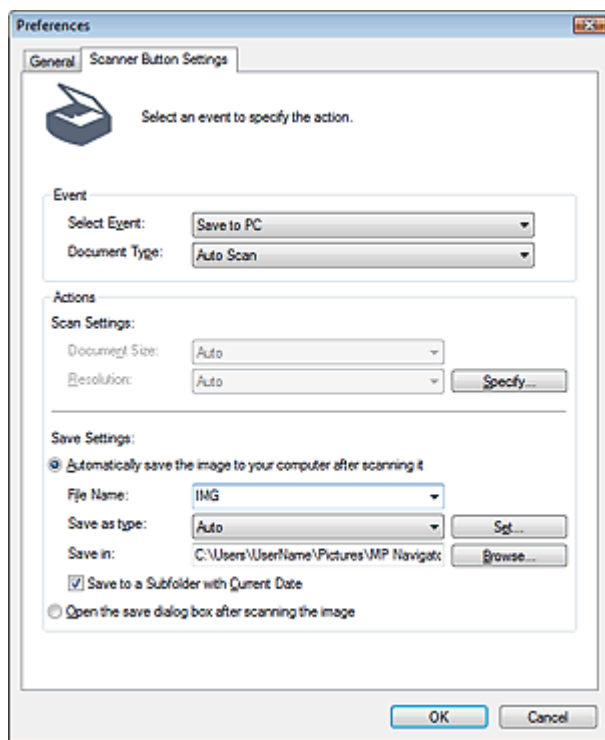 Preferences
General Scanner Button Settings
Select an event to specify the action.
Event
Select Event: Save to PC
Document Type: Auto Scan
Actions
Scan Settings:
Document Size: Auto
Resolution: Auto Specify...
Save Settings:
Automatically save the image to your computer after scanning it
File Name: IMG
Save as type: Auto Set...
Save in: C:\Users\UserName\Pictures\MP Navigato Browse...
Save to a Subfolder with Current Date
Open the save dialog box after scanning the image
OK Cancel